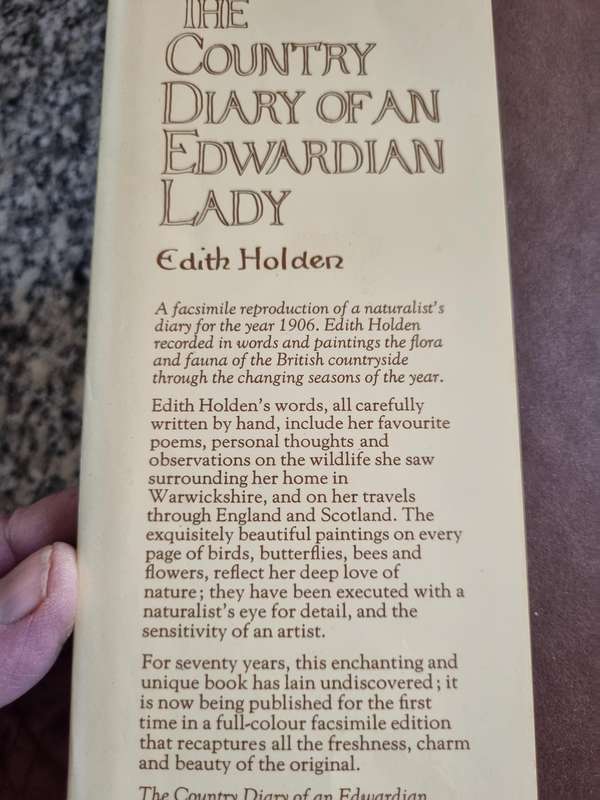 THE
COUNTRY
DIARY OF AN
EDWARDIAN
LADY
Edith Holden
A facsimile reproduction of a naturalist's
diary for the year 1906. Edith Holden
recorded in words and paintings the flora
and fauna of the British countryside
through the changing seasons of the year.
Edith Holden's words, all carefully
written by hand, include her favourite
poems, personal thoughts and
observations on the wildlife she saw
surrounding her home in
Warwickshire, and on her travels
through England and Scotland. The
exquisitely beautiful paintings on every
page of birds, butterflies, bees and
flowers, reflect her deep love of
nature; they have been executed with a
naturalist's eye for detail, and the
sensitivity of an artist.
For seventy years, this enchanting and
unique book has lain undiscovered; it
is now being published for the first
time in a full-colour facsimile edition
that recaptures all the freshness, charm
and beauty of the original.
The Country Diary of an Edwardian